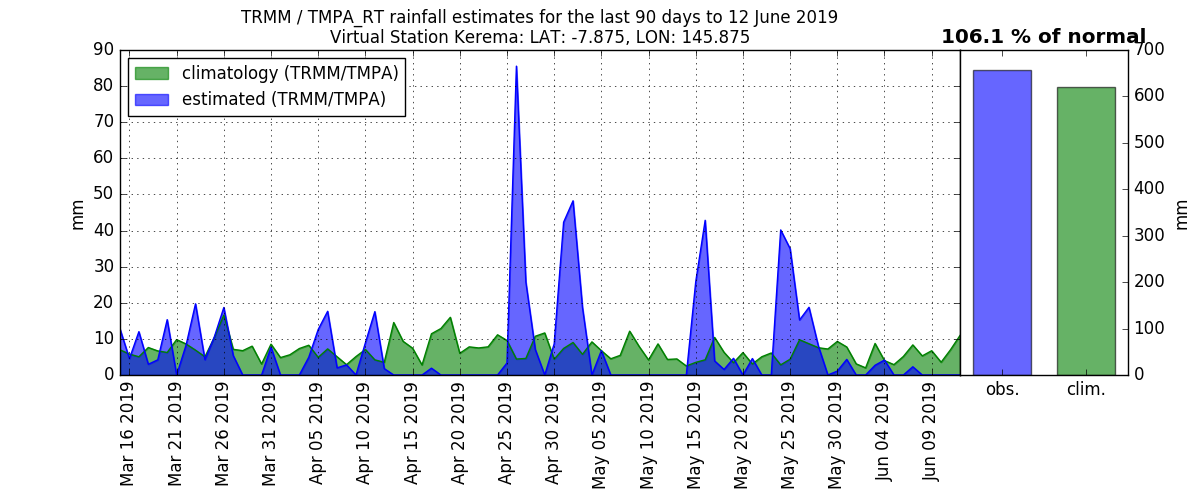 TRMM / TMPA_RT rainfall estimates for the last 90 days to 12 June 2019
Virtual Station Kerema: LAT: -7.875, LON: 145.875
106.1 % of normal
climatology (TRMM/TMPA)
estimated (TRMM/TMPA)
90
80
70
60
50
40
30
20
10
0
mm
Mar 16 2019
Mar 21 2019
Mar 26 2019
Mar 31 2019
Apr 05 2019
Apr 10 2019
Apr 15 2019
Apr 20 2019
Apr 25 2019
Apr 30 2019
May 05 2019
May 10 2019
May 15 2019
May 20 2019
May 25 2019
May 30 2019
Jun 04 2019
Jun 09 2019
obs.
clim.
700
600
500
400
300
200
100
0
mm